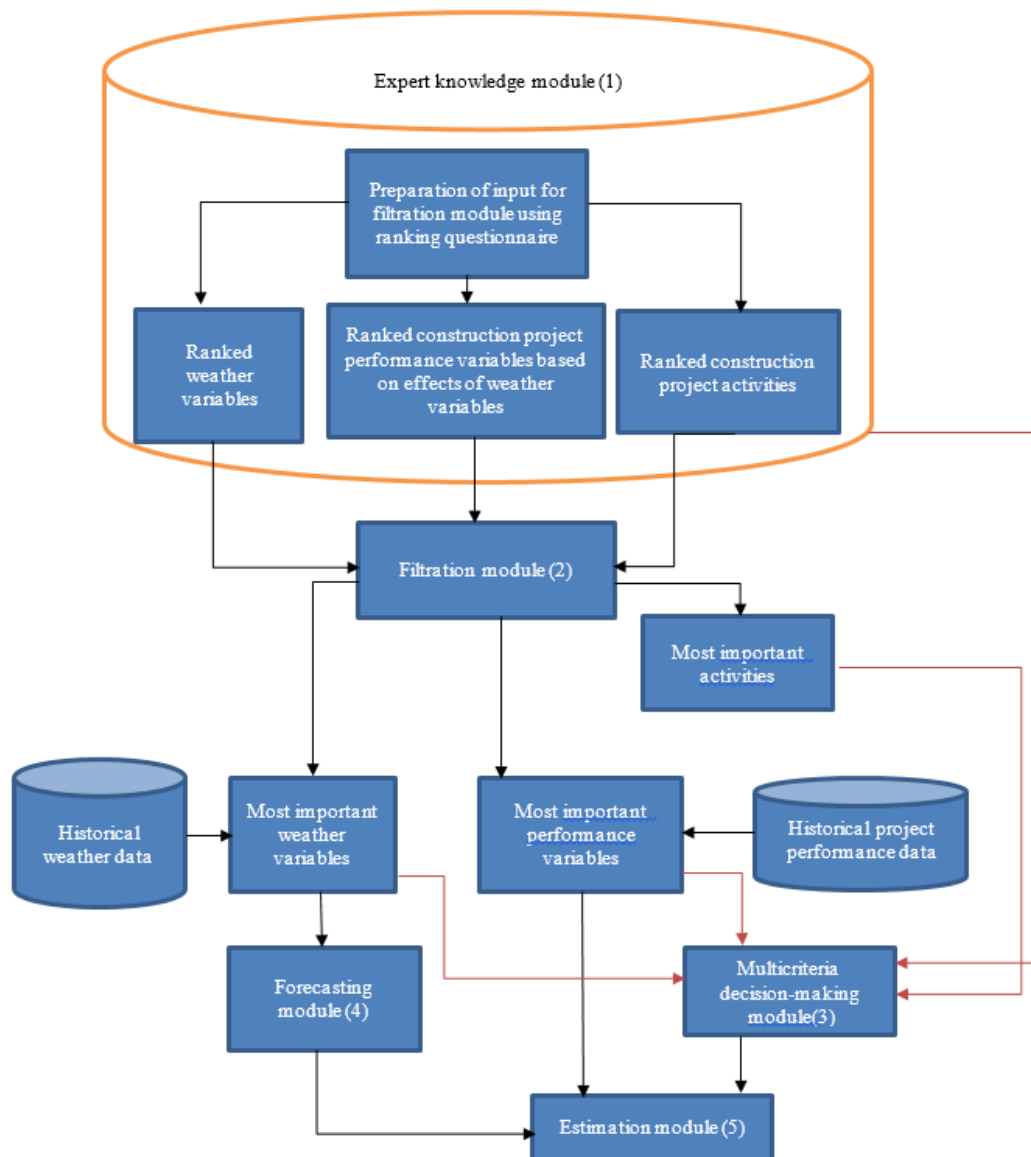 Expert knowledge module (1)
Preparation of input for
filtration module using
ranking questionnaire
Ranked
weather
variables
Ranked construction project
performance variables based
on effects of weather
variables
Ranked construction
project activities
Filtration module (2)
Most important
activities
Historical
weather data
Most important
weather
variables
Most important
performance
variables
Historical project
performance data
Forecasting
module (4)
Multicriteria
decision-making
module(3)
Estimation module (5)